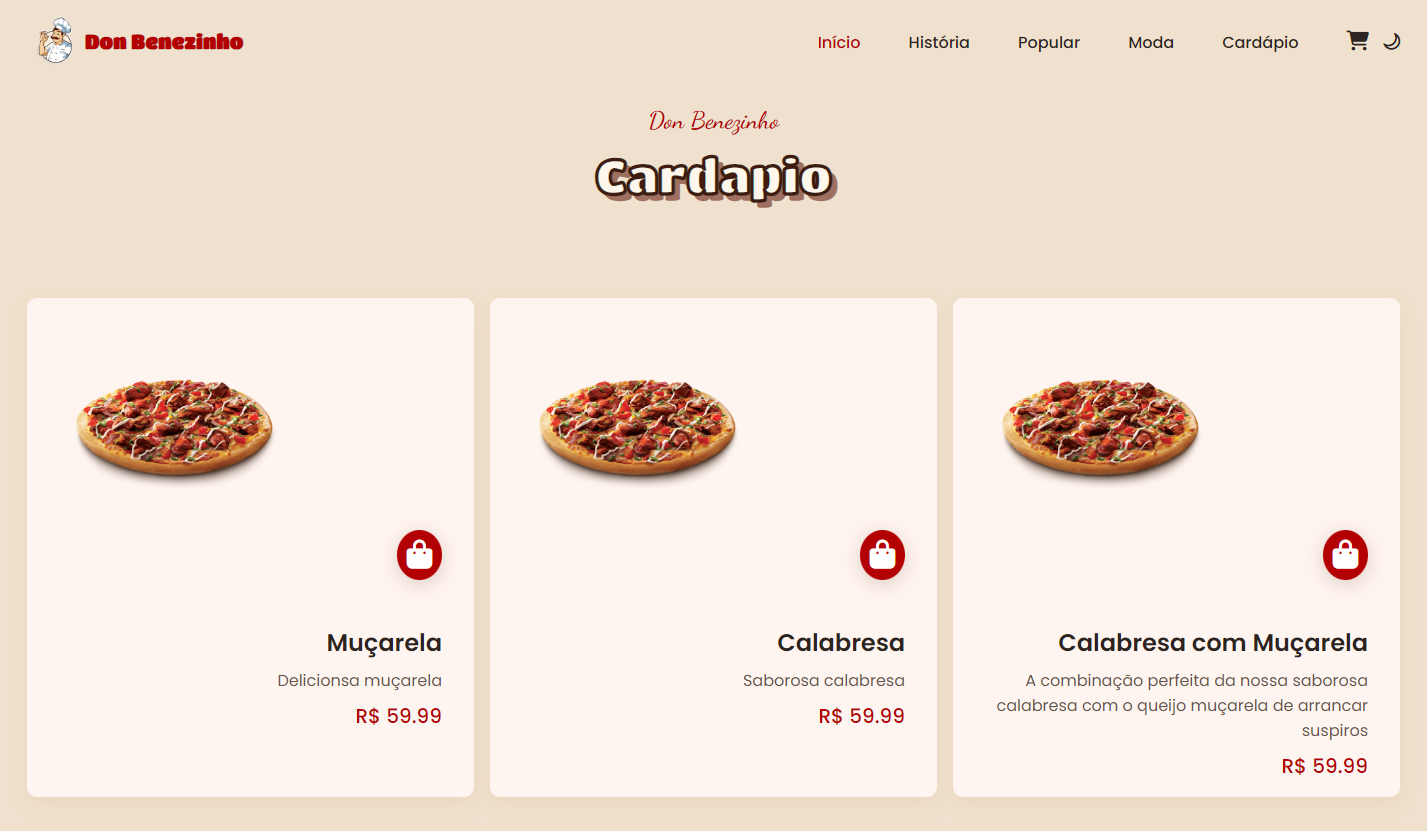 Don Benezinho
Início
História
Popular
Moda
Cardápio
Don Benezinho
Cardapio
Muçarela
Delicionsa muçarela
R$ 59.99
Calabresa
Saborosa calabresa
R$ 59.99
Calabresa com Muçarela
A combinação perfeita da nossa saborosa
calabresa com o queijo muçarela de arrancar
suspiros
R$ 59.99